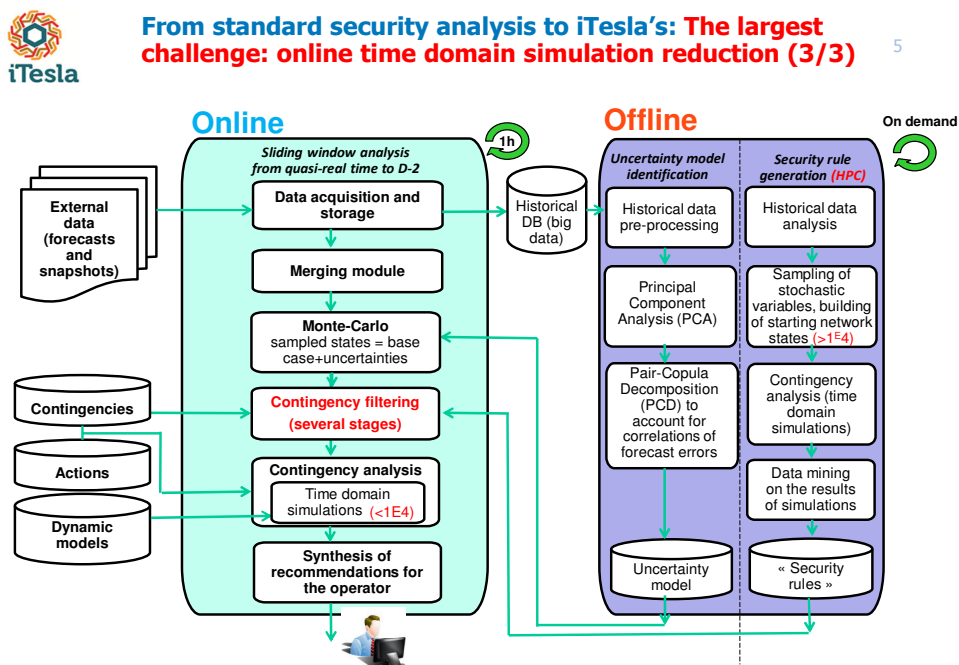 iTesla
From standard security analysis to iTesla's: The largest
challenge: online time domain simulation reduction (3/3)
5
Online
1h
Sliding window analysis
from quasi-real time to D-2
External
data
(forecasts
and
snapshots)
Data acquisition and
storage
Merging module
Monte-Carlo
sampled states = base
case+uncertainties
Contingencies
Contingency filtering
(several stages)
Actions
Contingency analysis
Time domain
simulations (<1E4)
Dynamic
models
Synthesis of
recommendations for
the operator
Historical
DB (big
data)
Offline
On demand
Uncertainty model
identification
Historical data
pre-processing
Principal
Component
Analysis (PCA)
Pair-Copula
Decomposition
(PCD) to
account for
correlations of
forecast errors
Uncertainty
model
Security rule
generation (HPC)
Historical data
analysis
Sampling of
stochastic
variables, building
of starting network
states (>1E4)
Contingency
analysis (time
domain
simulations)
Data mining
on the results
of simulations
« Security
rules »